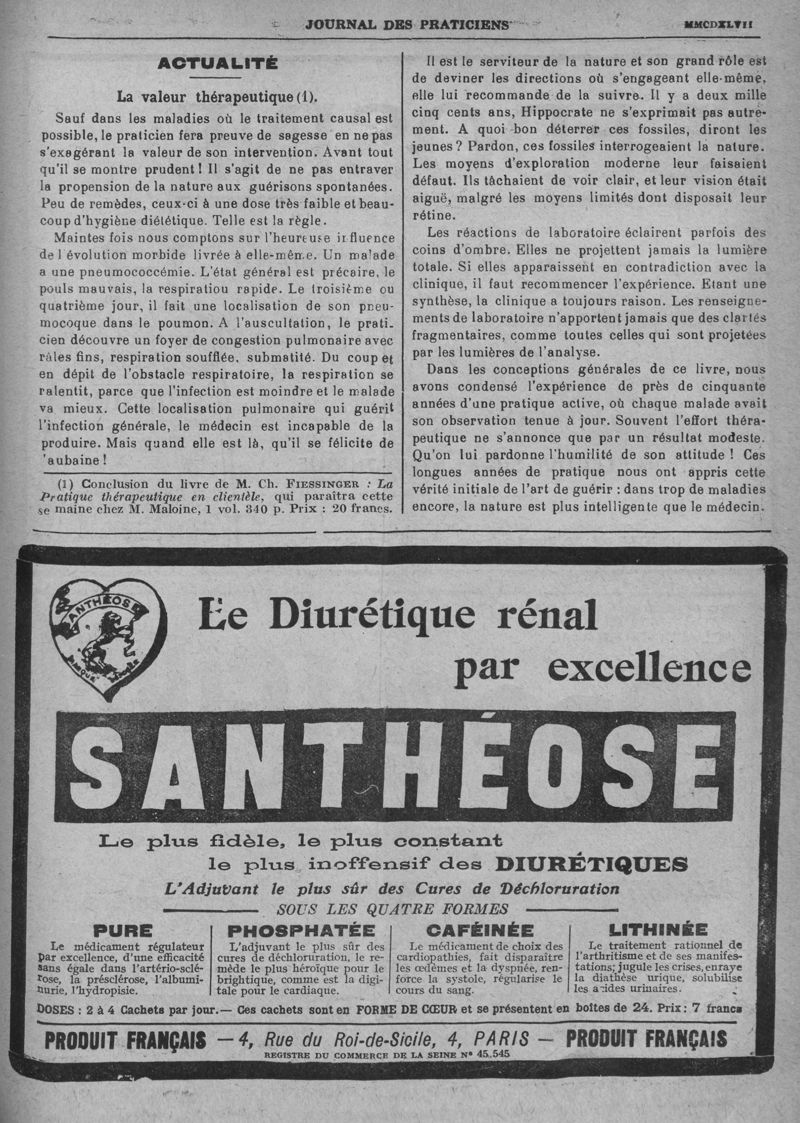 JOURNAL DES PRATICIENS
MMCDXLVII
ACTUALITÉ
La valeur thérapeutique (1).
Sauf dans les maladies où le traitement causal est
possible, le praticien fera preuve de sagesse en ne pas
s'exagérant la valeur de son intervention. Avant tout
qu'il se montre prudent ! Il s'agit de ne pas entraver
la propension de la nature aux guérisons spontanées.
Peu de remèdes, ceux-ci à une dose très faible et beau-
coup d'hygiène diététique. Telle est la règle.
Maintes fois nous comptons sur l'heureuse influence
de l évolution morbide livrée à elle-même. Un malade
a une pneumococcémie. L'état général est précaire, le
pouls mauvais, la respiratiou rapide. Le troisième ou
quatrième jour, il fait une localisation de son pneu-
mocoque dans le poumon. A l'auscultation, le prati.
cien découvre un foyer de congestion pulmonaire avec
râles fins, respiration soufflée, submatité. Du coup et
en dépit de l'obstacle respiratoire, la respiration se
ralentit, parce que l'infection est moindre et le malade
va mieux. Cette localisation pulmonaire qui guérit
l'infection générale, le médecin est incapable de la
produire. Mais quand elle est là, qu'il se félicite de
'aubaine !
(1) Conclusion du livre de M. Ch. FIESSINGER : La
Pratique thérapeutique en clientèle, qui paraîtra cette
se maine chez M. Maloine, 1 vol. 340 p. Prix : 20 francs.
Il est le serviteur de la nature et son grand rôle est
de deviner les directions où s'engageant elle-même,
elle lui recommande de la suivre. Il y a deux mille
cinq cents ans, Hippocrate ne s'exprimait pas autre-
ment. A quoi bon déterrer ces fossiles, diront les
jeunes ? Pardon, ces fossiles interrogeaient la nature.
Les moyens d'exploration moderne leur faisaient
défaut. Ils tâchaient de voir clair, et leur vision était
aiguë, malgré les moyens limités dont disposait leur
rétine.
Les réactions de laboratoire éclairent parfois des
coins d'ombre. Elles ne projettent jamais la lumière
totale. Si elles apparaissent en contradiction avec la
clinique, il faut recommencer l'expérience. Etant une
synthèse, la clinique a toujours raison. Les renseigne-
ments de laboratoire n'apportent jamais que des clartés
fragmentaires, comme toutes celles qui sont projetées
par les lumières de l'analyse.
Dans les conceptions générales de ce livre, nous
avons condensé l'expérience de près de cinquante
années d'une pratique active, où chaque malade avait
son observation tenue à jour. Souvent l'effort théra-
peutique ne s'annonce que par un résultat modeste.
Qu'on lui pardonne l'humilité de son attitude ! Ces
longues années de pratique nous ont appris cette
vérité initiale de l'art de guérir : dans trop de maladies
encore, la nature est plus intelligente que le médecin.
SANTHÉOSE
Le Diurétique rénal
par excellence
SANTHÉOSE
Le plus fidèle, le plus constant
le plus inoffensif des DIURÉTIQUES
L'Adjuvant le plus sûr des Cures de Déchloruration
SOUS LES QUATRE FORMES
PURE
Le médicament régulateur
par excellence, d'une efficacité
sans égale dans l'artério-sclé-
rose, la présclérose, l'albumi-
nurie, l'hydropisie.
PHOSPHATÉE
L'adjuvant le plus sûr des
cures de déchloruration, le re-
mède le plus héroïque pour le
brightique, comme est la digi-
tale pour le cardiaque.
CAFÉINÉE
Le médicament de choix des
cardiopathies, fait disparaître
les œdèmes et la dyspnée, ren-
force la systole, régularise le
cours du sang.
LITHINÉE
Le traitement rationnel de
l'arthritisme et de ses manifes-
tations; jugule les crises, enraye
la diathèse urique, solubilise
les acides urinaires.
DOSES : 2 à 4 Cachets par jour. — Ces cachets sont en FORME DE CŒUR et se présentent en boîtes de 24. Prix : 7 francs
PRODUIT FRANÇAIS — 4, Rue du Roi-de-Sicile, 4, PARIS — PRODUIT FRANÇAIS
REGISTRE DU COMMERCE DE LA SEINE N° 45.545